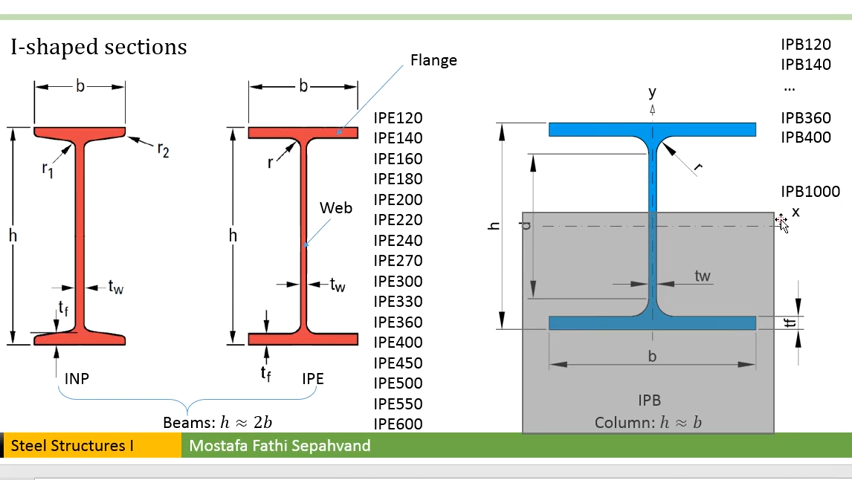 I-shaped sections
b
h
r1
r2
tw
tf
INP
b
h
r
Flange
Web
tw
tf
IPE
Beams: h ≈ 2b
IPE120
IPE140
IPE160
IPE180
IPE200
IPE220
IPE240
IPE270
IPE300
IPE330
IPE360
IPE400
IPE450
IPE500
IPE550
IPE600
y
x
h
d
r
tw
tf
b
IPB
Column: h ≈ b
IPB120
IPB140
...
IPB360
IPB400
IPB1000
Steel Structures I
Mostafa Fathi Sepahvand